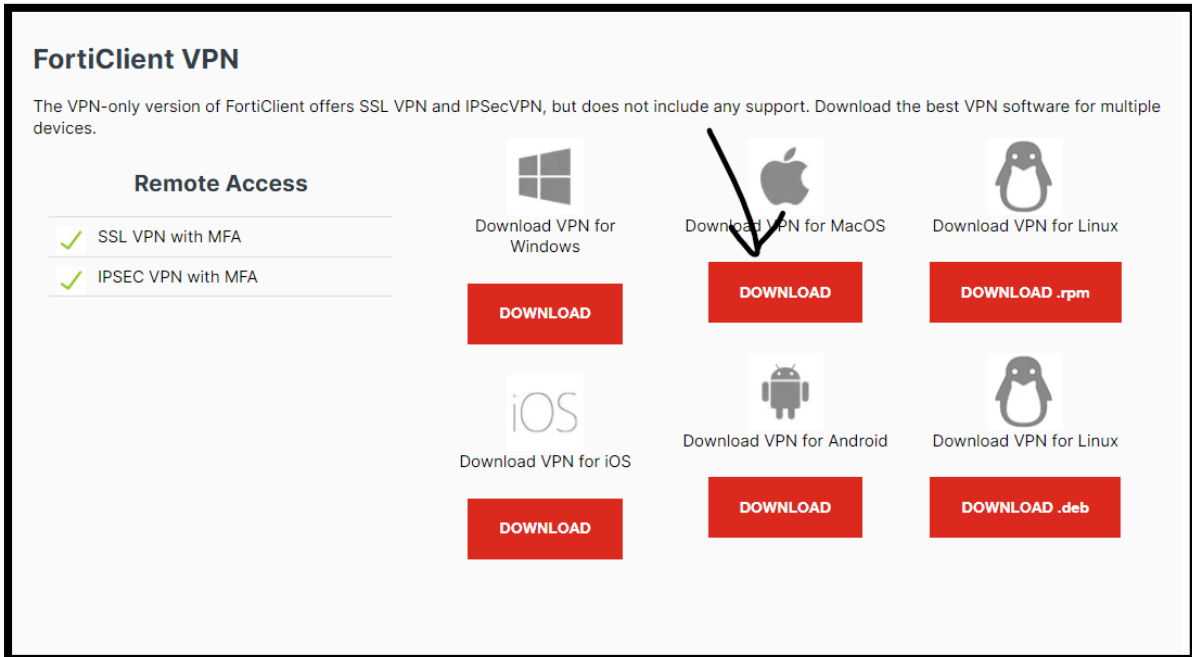 FortiClient VPN
The VPN-only version of FortiClient offers SSL VPN and IPSecVPN, but does not include any support. Download the best VPN software for multiple
devices.
Remote Access
SSL VPN with MFA
IPSEC VPN with MFA
Download VPN for
Windows
DOWNLOAD
Download VPN for MacOS
DOWNLOAD
Download VPN for Linux
DOWNLOAD .rpm
iOS
Download VPN for iOS
DOWNLOAD
Download VPN for Android
DOWNLOAD
Download VPN for Linux
DOWNLOAD .deb